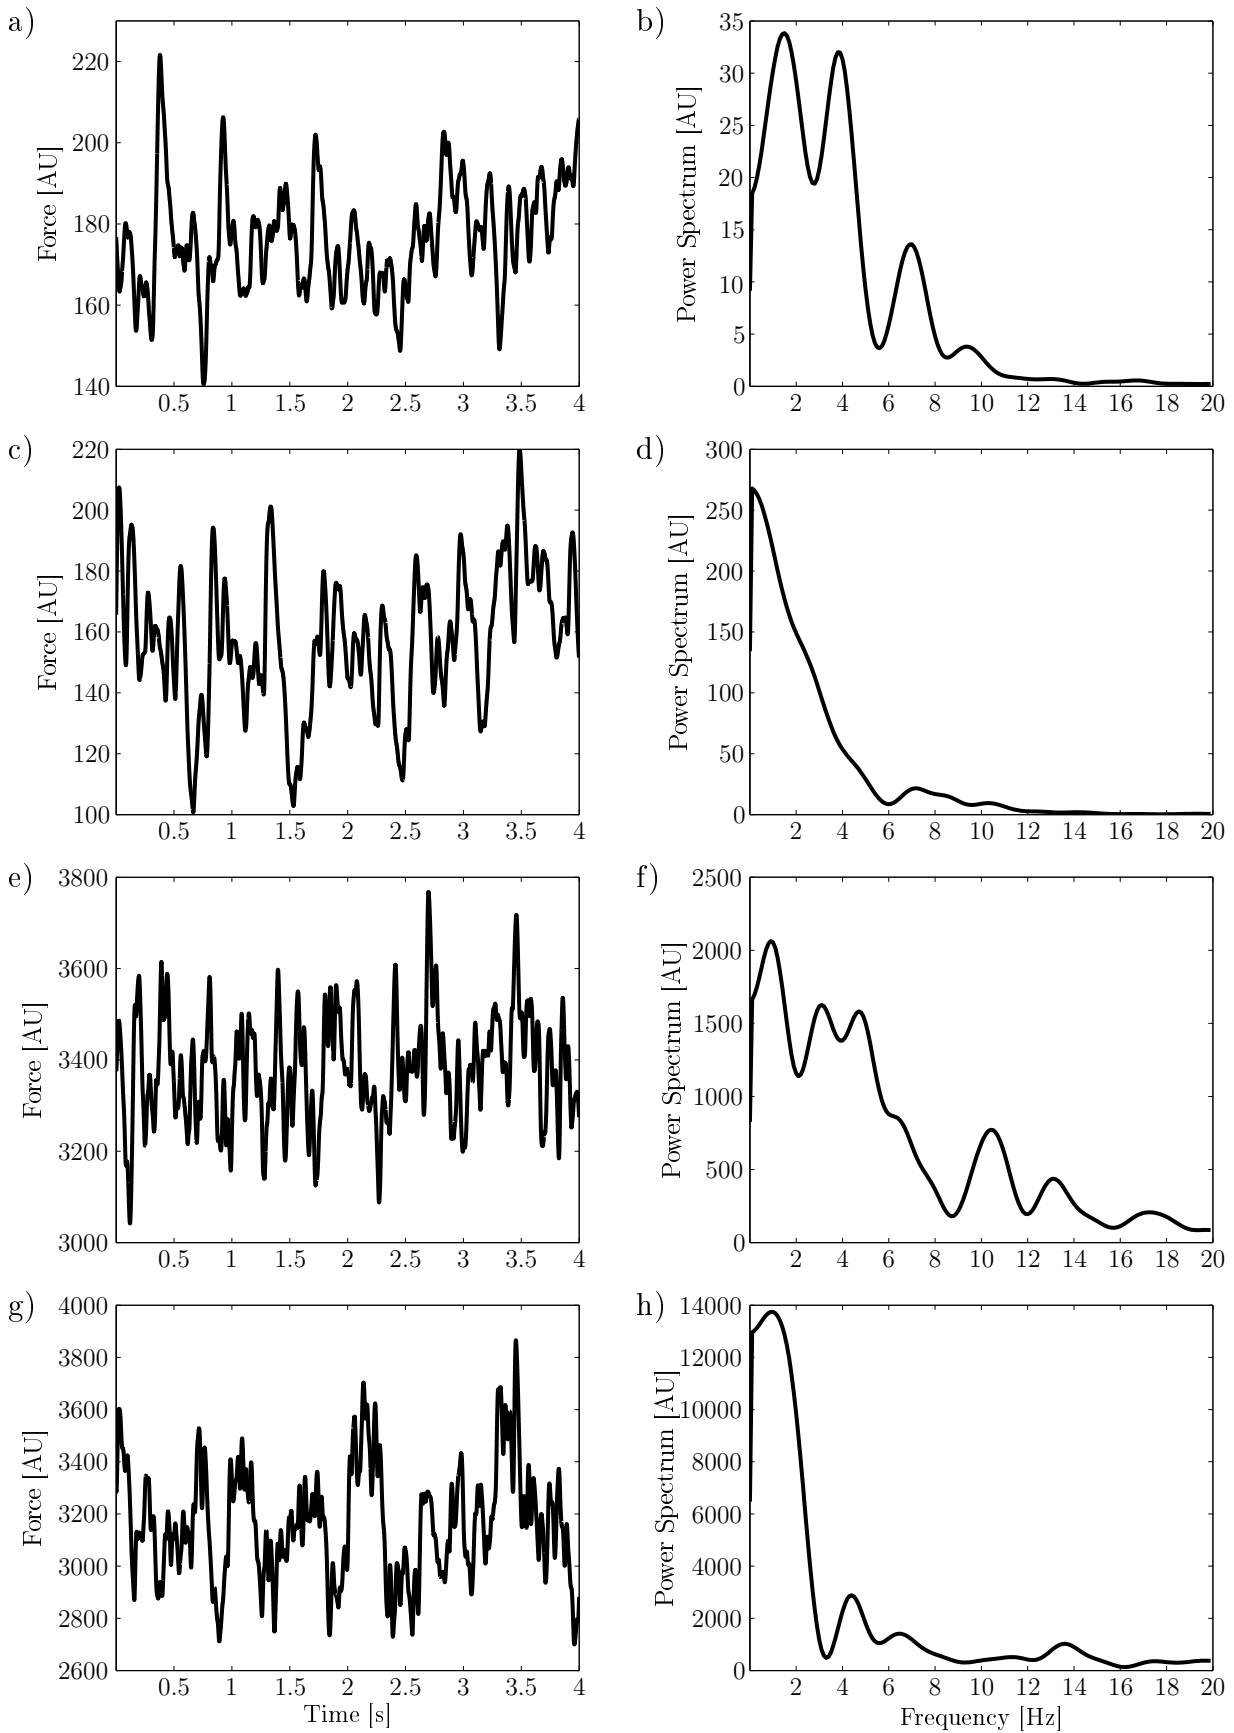 a)
Force [AU]
220
200
180
160
140
0.5 1 1.5 2 2.5 3 3.5 4
b)
Power Spectrum [AU]
35
30
25
20
15
10
5
0
2 4 6 8 10 12 14 16 18 20
c)
Force [AU]
220
200
180
160
140
120
100
0.5 1 1.5 2 2.5 3 3.5 4
d)
Power Spectrum [AU]
300
250
200
150
100
50
0
2 4 6 8 10 12 14 16 18 20
e)
Force [AU]
3800
3600
3400
3200
3000
0.5 1 1.5 2 2.5 3 3.5 4
f)
Power Spectrum [AU]
2500
2000
1500
1000
500
0
2 4 6 8 10 12 14 16 18 20
g)
Force [AU]
4000
3800
3600
3400
3200
3000
2800
2600
0.5 1 1.5 2 2.5 3 3.5 4
Time [s]
h)
Power Spectrum [AU]
14000
12000
10000
8000
6000
4000
2000
0
2 4 6 8 10 12 14 16 18 20
Frequency [Hz]